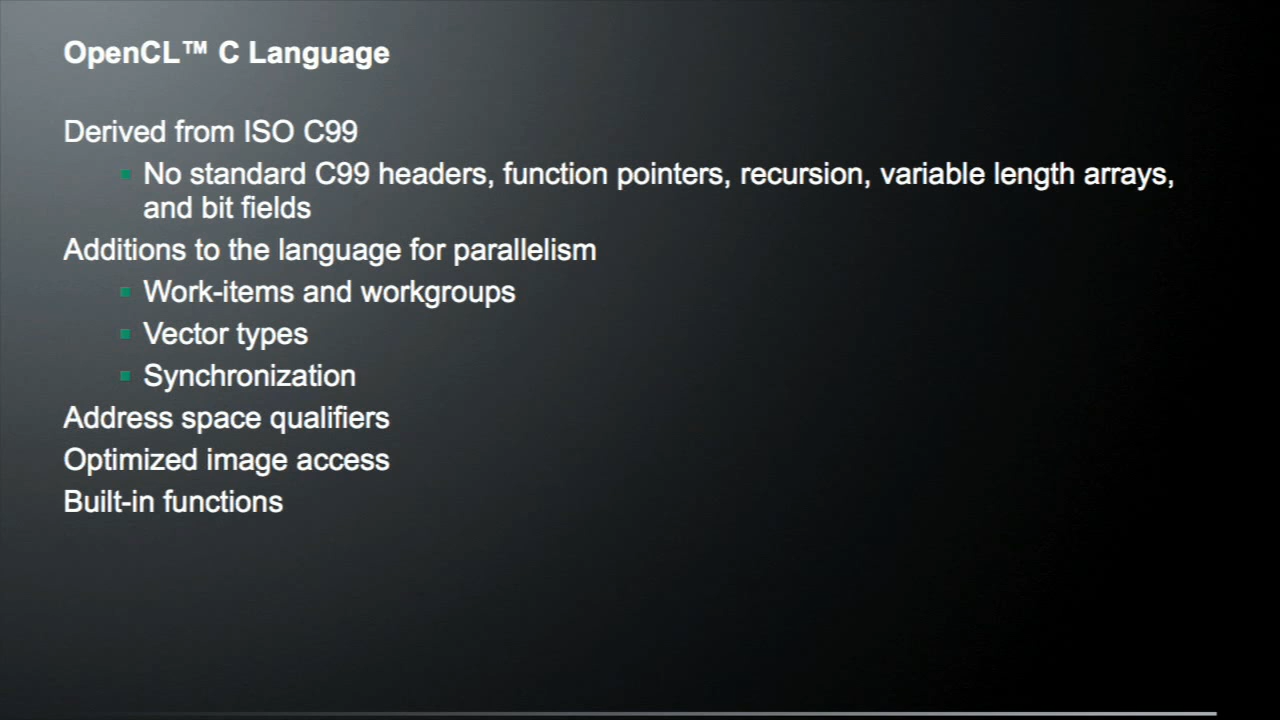 OpenCL™ C Language
Derived from ISO C99
No standard C99 headers, function pointers, recursion, variable length arrays,
and bit fields
Additions to the language for parallelism
Work-items and workgroups
Vector types
Synchronization
Address space qualifiers
Optimized image access
Built-in functions